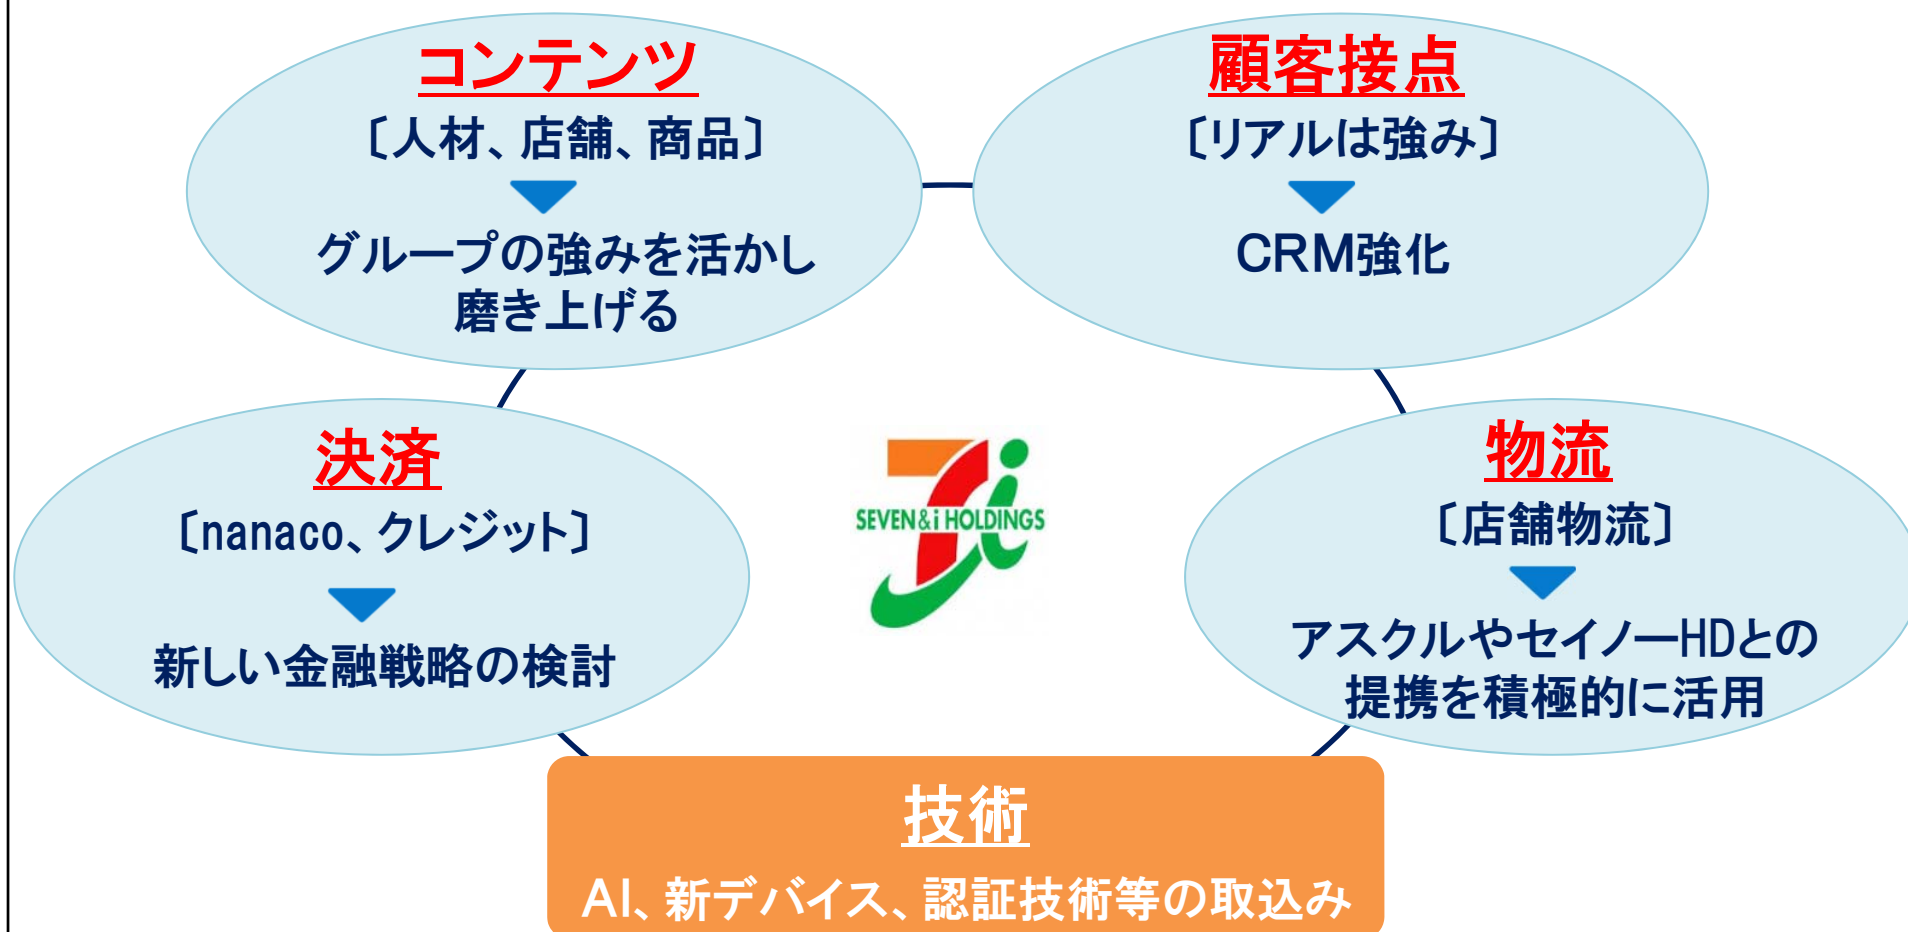 コンテンツ
〔人材、店舗、商品〕
グループの強みを活かし
磨き上げる
顧客接点
〔リアルは強み〕
CRM強化
決済
〔nanaco、クレジット〕
新しい金融戦略の検討
SEVEN&i HOLDINGS
物流
〔店舗物流〕
アスクルやセイノーHDとの
提携を積極的に活用
技術
AI、新デバイス、認証技術等の取込み